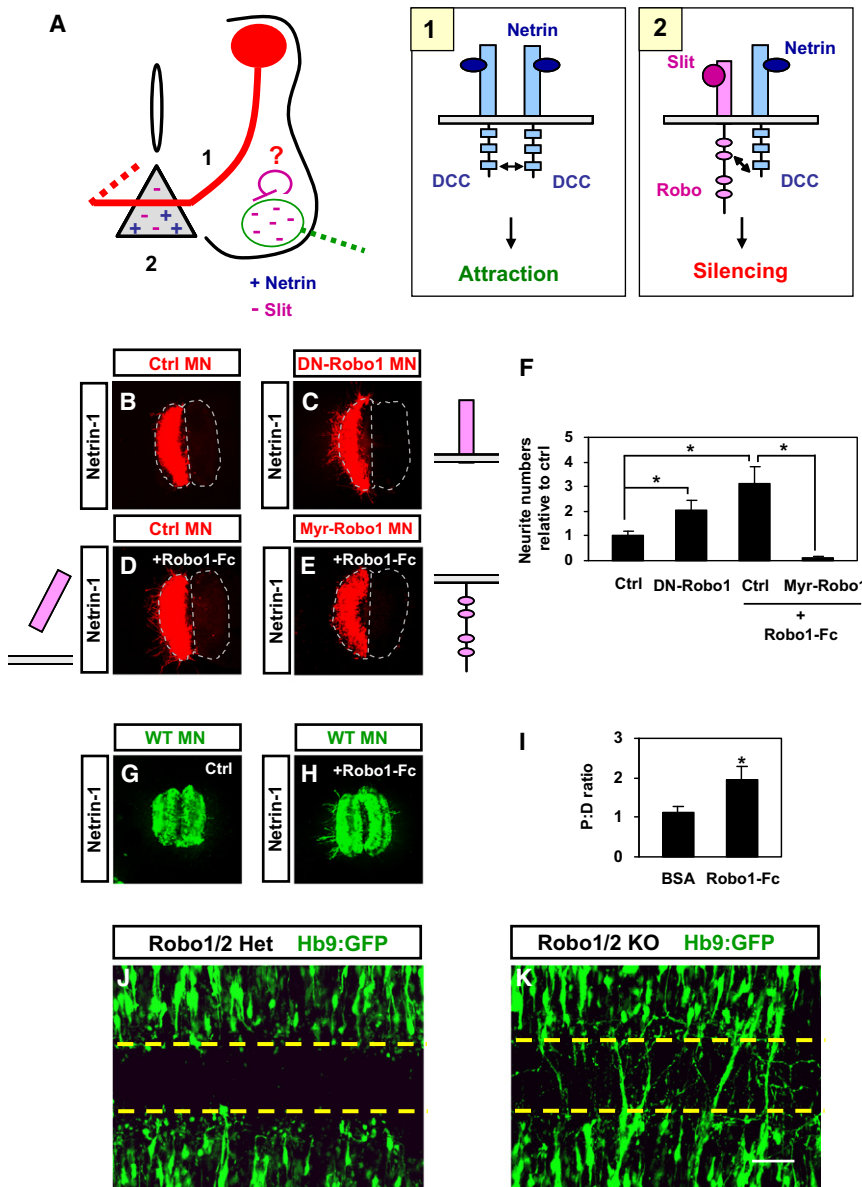 A
1
?
2
+ Netrin
- Slit
1
Netrin
DCC
DCC
Attraction
2
Slit
Netrin
Robo
DCC
Silencing
Ctrl MN
Netrin-1
B
DN-Robo1 MN
Netrin-1
C
Ctrl MN
Netrin-1
D
+Robo1-Fc
Myr-Robo1 MN
Netrin-1
E
+Robo1-Fc
F
Neurite numbers
relative to ctrl
5
4
3
2
1
0
* * *
Ctrl DN-Robo1 Ctrl Myr-Robo1
+
Robo1-Fc
WT MN
Netrin-1
G
Ctrl
WT MN
Netrin-1
H
+Robo1-Fc
I
P:D ratio
3
2
1
0
*
BSA Robo1-Fc
Robo1/2 Het Hb9:GFP
J
Robo1/2 KO Hb9:GFP
K